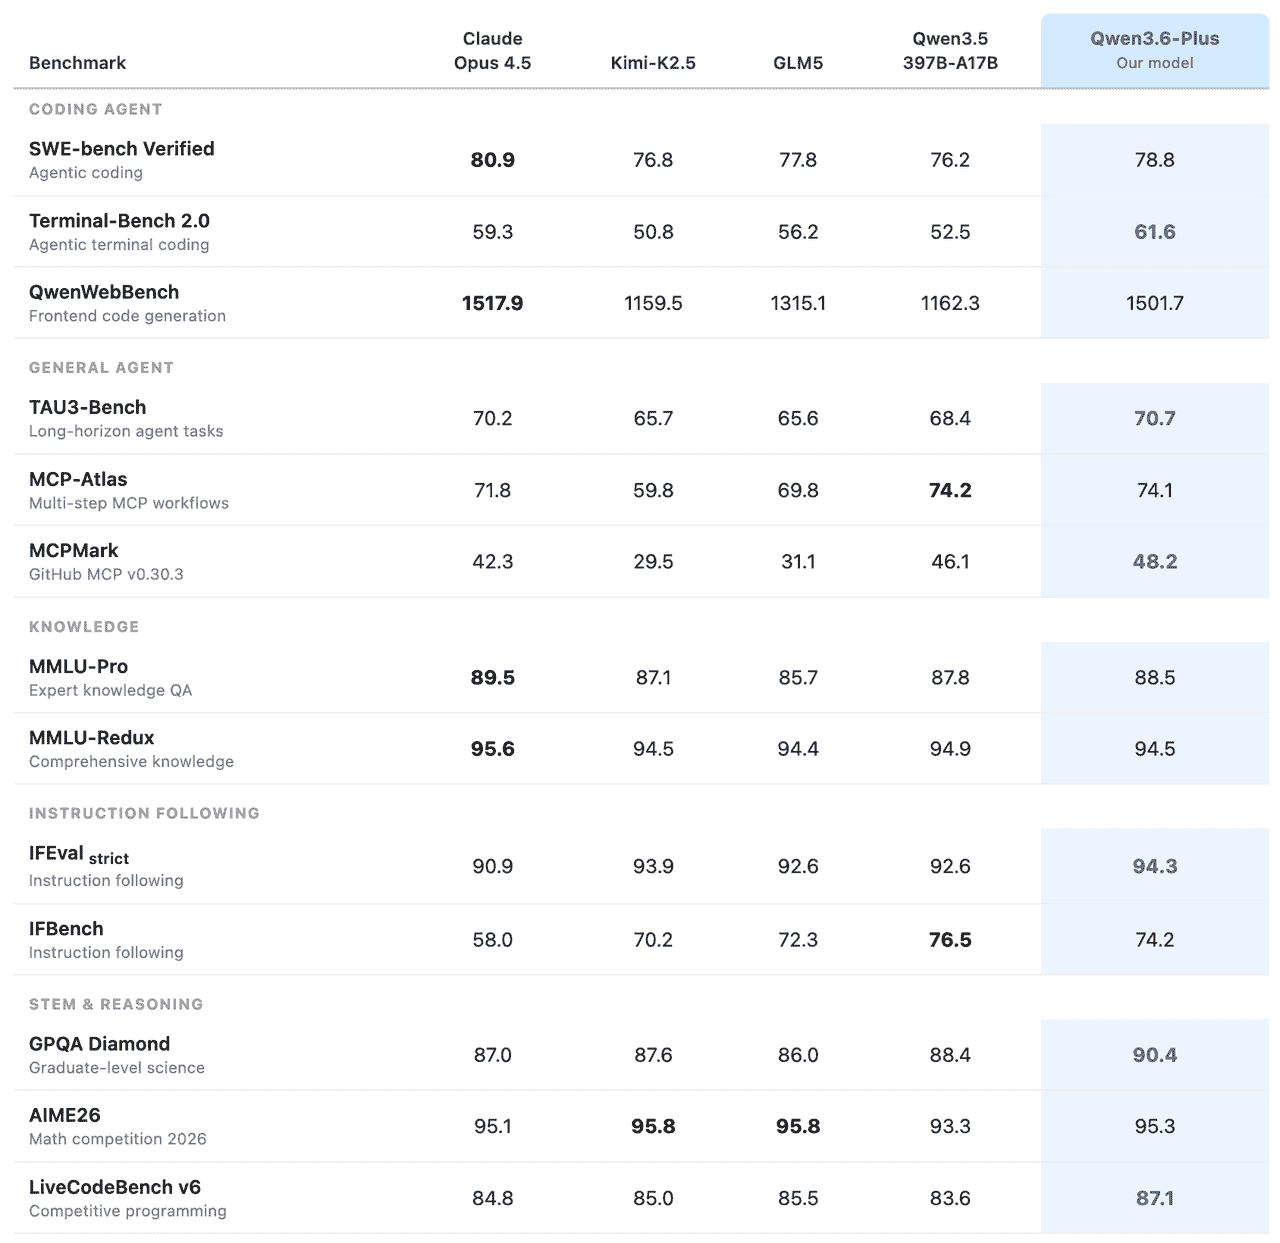 Benchmark Claude Opus 4.5 Kimi-K2.5 GLM5 Qwen3.5 397B-A17B Qwen3.6-Plus Our model
CODING AGENT
SWE-bench Verified 80.9 76.8 77.8 76.2 78.8
Agentic coding
Terminal-Bench 2.0 59.3 50.8 56.2 52.5 61.6
Agentic terminal coding
QwenWebBench 1517.9 1159.5 1315.1 1162.3 1501.7
Frontend code generation
GENERAL AGENT
TAU3-Bench 70.2 65.7 65.6 68.4 70.7
Long-horizon agent tasks
MCP-Atlas 71.8 59.8 69.8 74.2 74.1
Multi-step MCP workflows
MCPMark 42.3 29.5 31.1 46.1 48.2
GitHub MCP v0.30.3
KNOWLEDGE
MMLU-Pro 89.5 87.1 85.7 87.8 88.5
Expert knowledge QA
MMLU-Redux 95.6 94.5 94.4 94.9 94.5
Comprehensive knowledge
INSTRUCTION FOLLOWING
IFEval strict 90.9 93.9 92.6 92.6 94.3
Instruction following
IFBench 58.0 70.2 72.3 76.5 74.2
Instruction following
STEM & REASONING
GPQA Diamond 87.0 87.6 86.0 88.4 90.4
Graduate-level science
AIME26 95.1 95.8 95.8 93.3 95.3
Math competition 2026
LiveCodeBench v6 84.8 85.0 85.5 83.6 87.1
Competitive programming